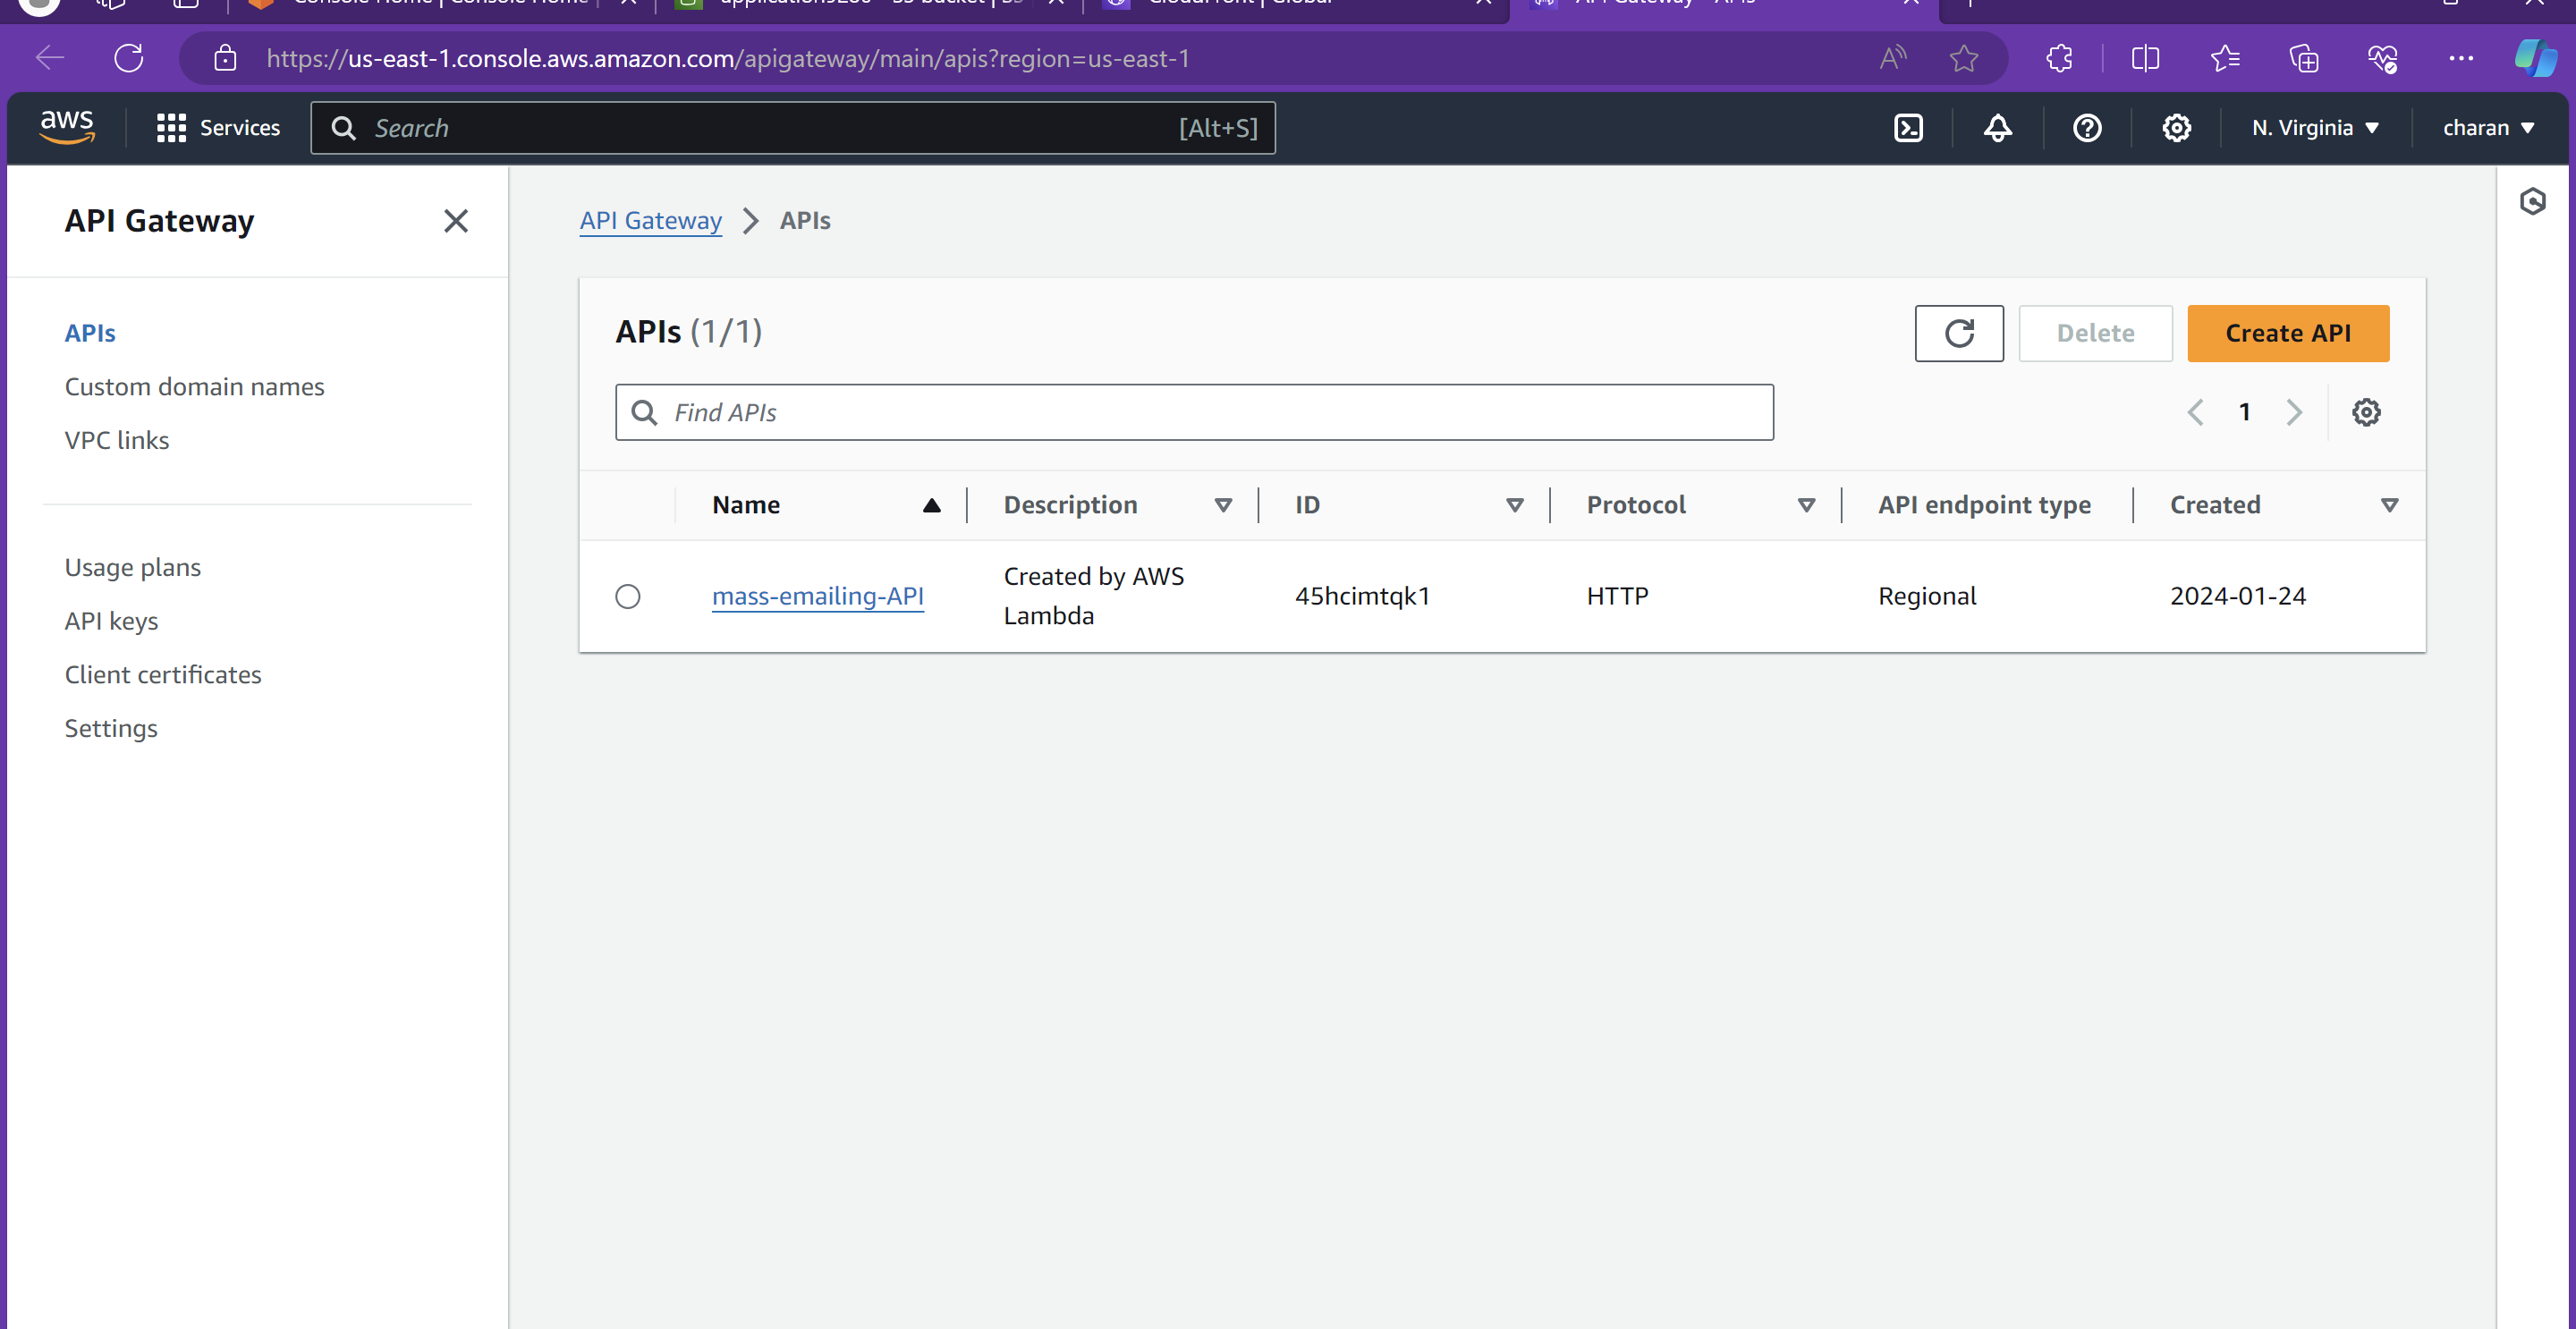 https://us-east-1.console.aws.amazon.com/apigateway/main/apis?region=us-east-1
aws
Services
Search
[Alt+S]
N. Virginia
charan
API Gateway
APIs
Custom domain names
VPC links
Usage plans
API keys
Client certificates
Settings
API Gateway > APIs
APIs (1/1)
Delete
Create API
Find APIs
1
Name Description ID Protocol API endpoint type Created
mass-emailing-API Created by AWS Lambda 45hcimtqk1 HTTP Regional 2024-01-24